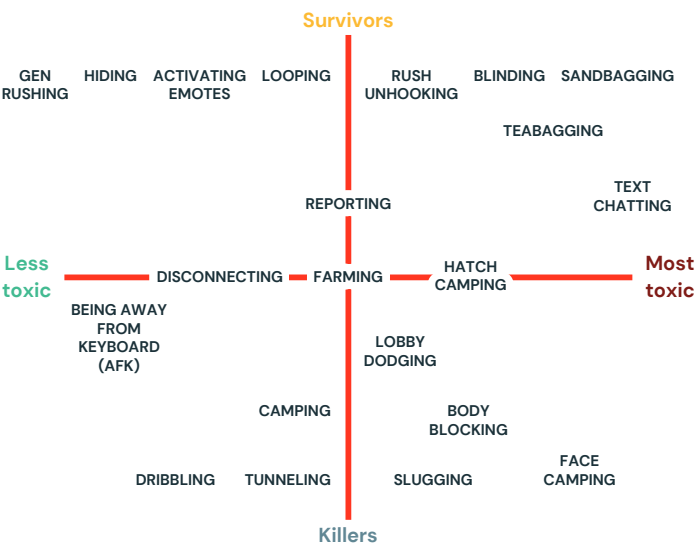 Survivors
GEN
RUSHING
HIDING
ACTIVATING
EMOTES
LOOPING
RUSH
UNHOOKING
BLINDING
SANDBAGGING
TEABAGGING
TEXT
CHATTING
REPORTING
Less
toxic
DISCONNECTING
FARMING
HATCH
CAMPING
Most
toxic
BEING AWAY
FROM
KEYBOARD
(AFK)
LOBBY
DODGING
CAMPING
BODY
BLOCKING
DRIBBLING
TUNNELING
SLUGGING
FACE
CAMPING
Killers